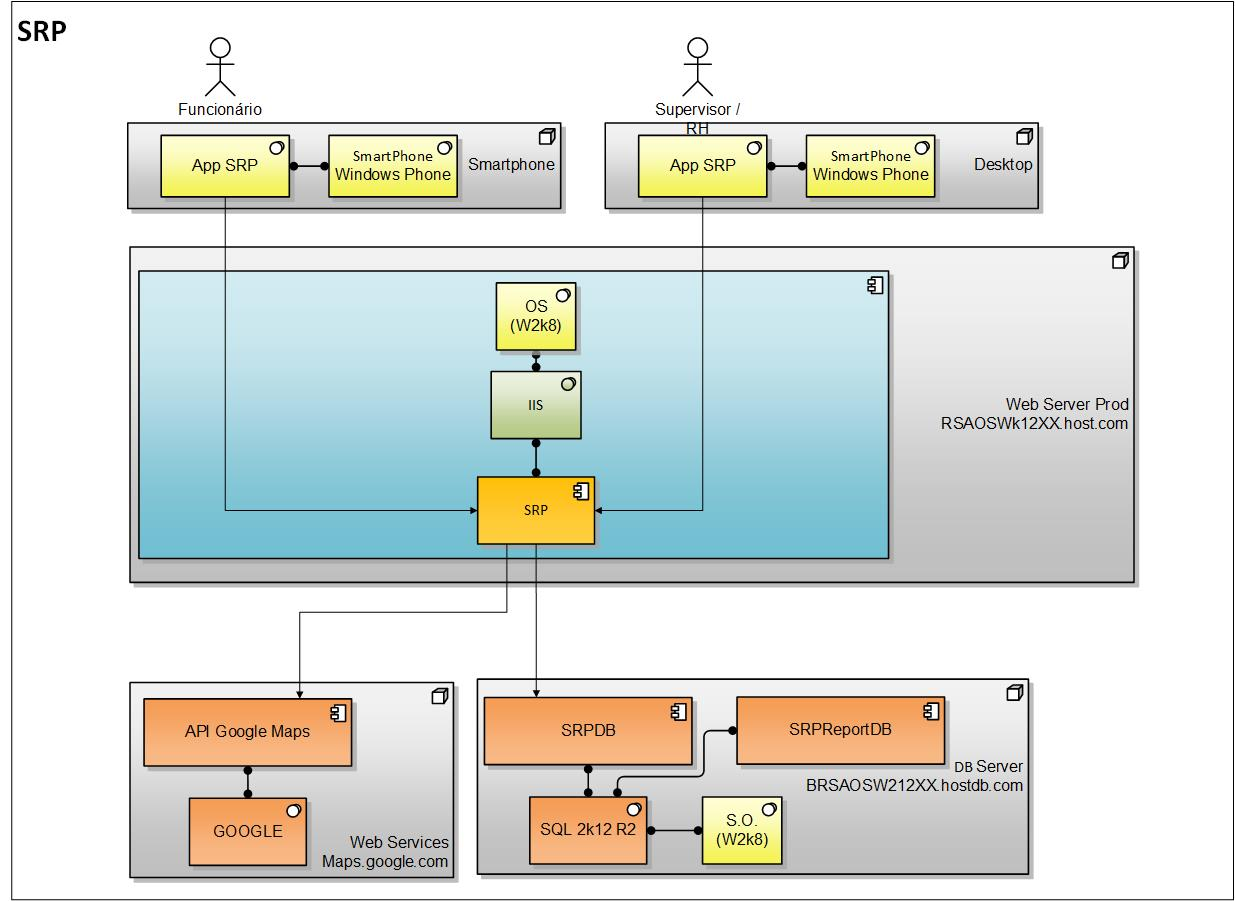 SRP
Funcionário
Supervisor /
RH
App SRP
SmartPhone
Windows Phone
Smartphone
App SRP
SmartPhone
Windows Phone
Desktop
OS
(W2k8)
IIS
Web Server Prod
RSAOSWk12XX.host.com
SRP
API Google Maps
GOOGLE
Web Services
Maps.google.com
SRPDB
SRPReportDB
DB Server
BRSAOSW212XX.hostdb.com
SQL 2k12 R2
S.O.
(W2k8)